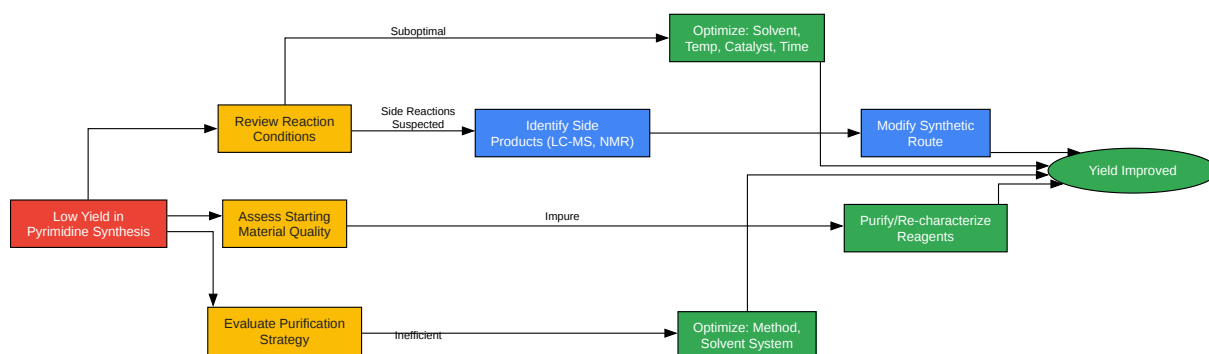 Suboptimal
Optimize: Solvent,
Temp, Catalyst, Time
Review Reaction
Conditions
Side Reactions
Suspected
Identify Side
Products (LC-MS, NMR)
Modify Synthetic
Route
Yield Improved
Low Yield in
Pyrimidine Synthesis
Assess Starting
Material Quality
Impure
Purify/Re-characterize
Reagents
Evaluate Purification
Strategy
Inefficient
Optimize: Method,
Solvent System